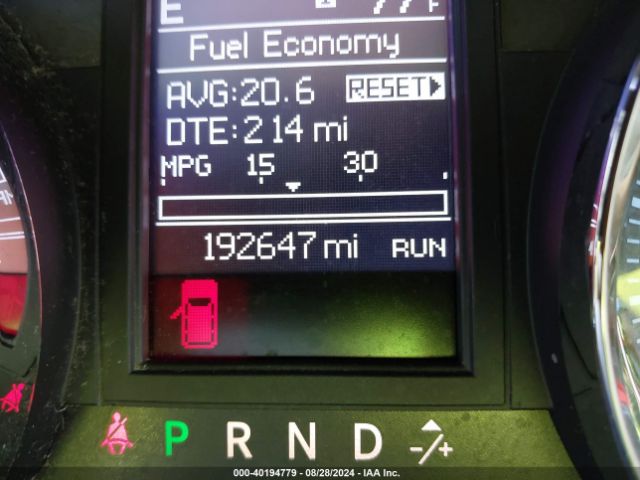 E 77F
Fuel Economy
AVG:20.6 RESET
DTE:214 mi
MPG 15 30
192647 mi RUN
P R N D -/+
000-40194779 - 08/28/2024 - IAA Inc.